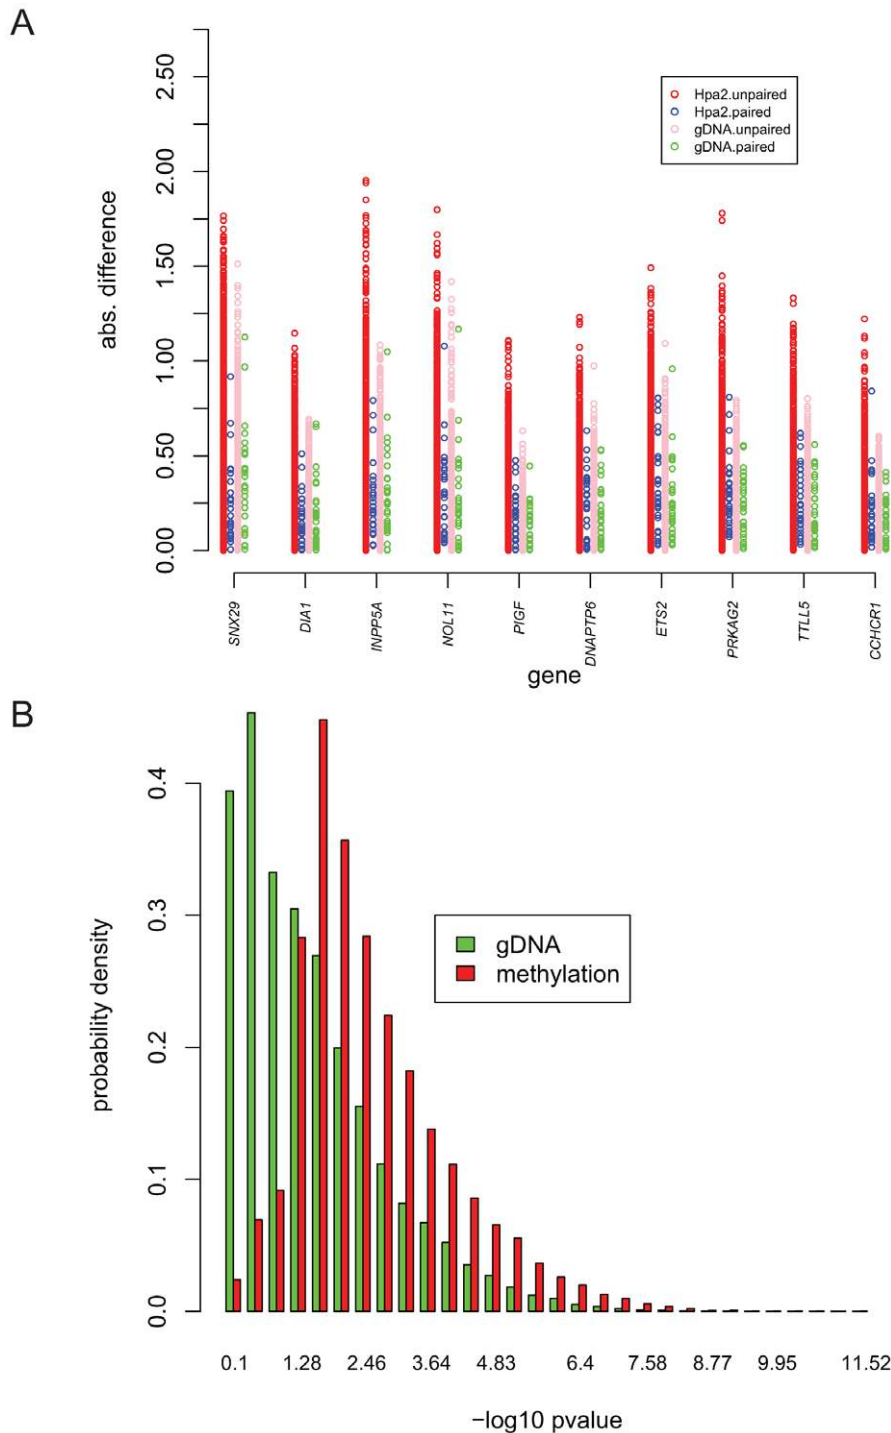 A
abs. difference
2.50
2.00
1.50
1.00
0.50
0.00
Hpa2.unpaired
Hpa2.paired
gDNA.unpaired
gDNA.paired
SNX29
DIA1
INPP5A
NOL11
PIGF
DNAPTP6
ETS2
PRKAG2
TTLL5
CCHCR1
gene
B
probability density
0.4
0.3
0.2
0.1
0.0
gDNA
methylation
0.1 1.28 2.46 3.64 4.83 6.4 7.58 8.77 9.95 11.52
−log10 pvalue